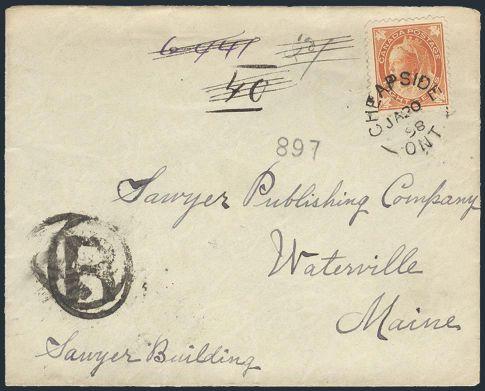 CANADA POSTAGE
CHEAPSIDE
JA 20
98
ONT
40
897
Sawyer Publishing Company
Waterville
Maine
R
Sawyer Building